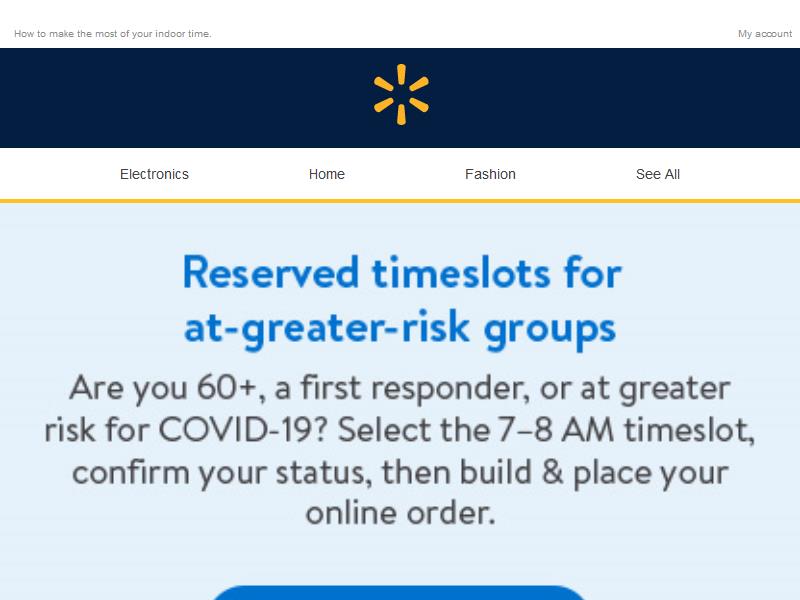 How to make the most of your indoor time.
My account
Electronics
Home
Fashion
See All
Reserved timeslots for
at-greater-risk groups
Are you 60+, a first responder, or at greater
risk for COVID-19? Select the 7–8 AM timeslot,
confirm your status, then build & place your
online order.